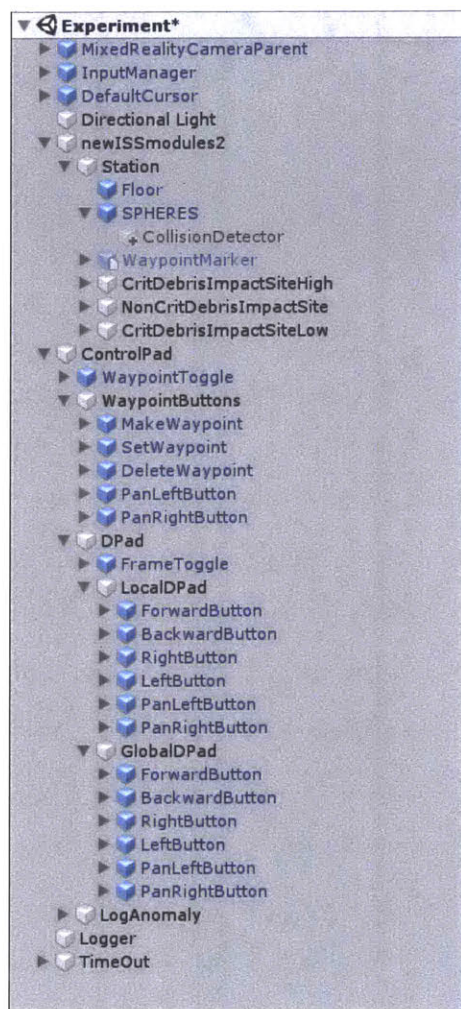 Experiment*
MixedRealityCameraParent
InputManager
DefaultCursor
Directional Light
newISSmodules2
Station
Floor
SPHERES
CollisionDetector
WaypointMarker
CritDebrisImpactSiteHigh
NonCritDebrisImpactSite
CritDebrisImpactSiteLow
ControlPad
WaypointToggle
WaypointButtons
MakeWaypoint
SetWaypoint
DeleteWaypoint
PanLeftButton
PanRightButton
DPad
FrameToggle
LocalDPad
ForwardButton
BackwardButton
RightButton
LeftButton
PanLeftButton
PanRightButton
GlobalDPad
ForwardButton
BackwardButton
RightButton
LeftButton
PanLeftButton
PanRightButton
LogAnomaly
Logger
TimeOut